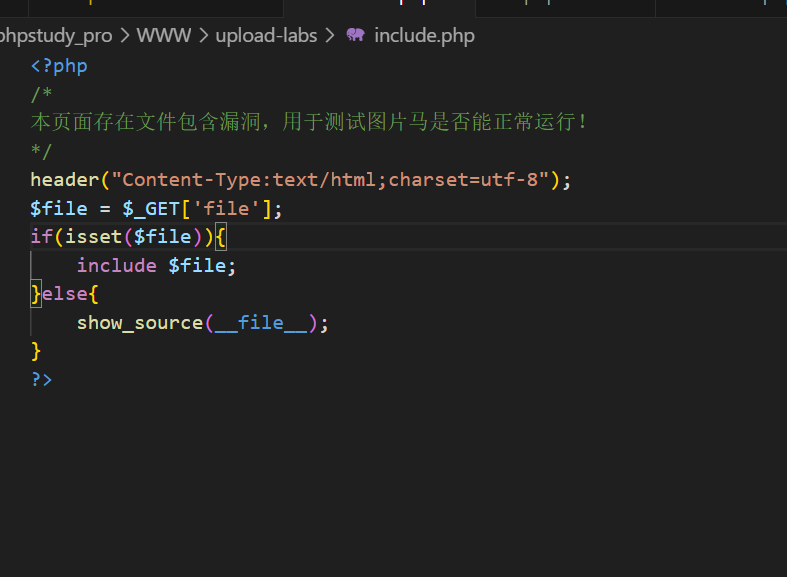 phpstudy_pro > WWW > upload-labs > include.php
<?php
/*
本页面存在文件包含漏洞，用于测试图片马是否能正常运行！
*/
header("Content-Type:text/html;charset=utf-8");
$file = $_GET['file'];
if(isset($file)){
    include $file;
}else{
    show_source(__file__);
}
?>